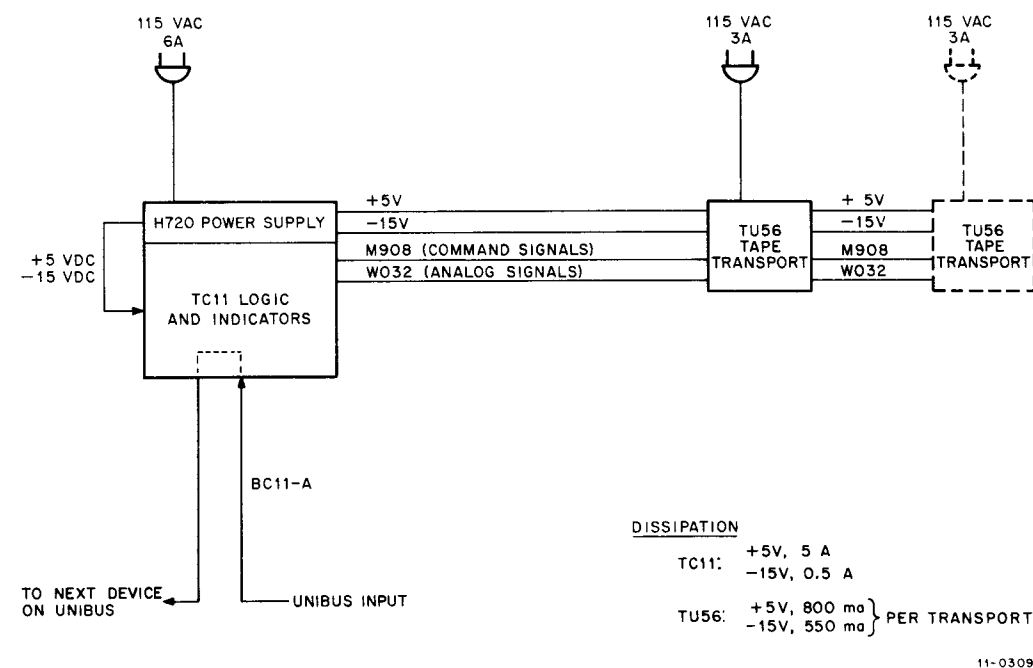 115 VAC
6A
115 VAC
3A
115 VAC
3A
H720 POWER SUPPLY
+5 VDC
-15 VDC
TC11 LOGIC
AND INDICATORS
+5V
-15V
M908 (COMMAND SIGNALS)
W032 (ANALOG SIGNALS)
TU56
TAPE
TRANSPORT
+ 5V
-15V
M908
W032
TU56
TAPE
TRANSPORT
BC11-A
TO NEXT DEVICE
ON UNIBUS
UNIBUS INPUT
DISSIPATION
TC11: +5V, 5 A
-15V, 0.5 A
TU56: +5V, 800 ma
-15V, 550 ma } PER TRANSPORT
11-0309